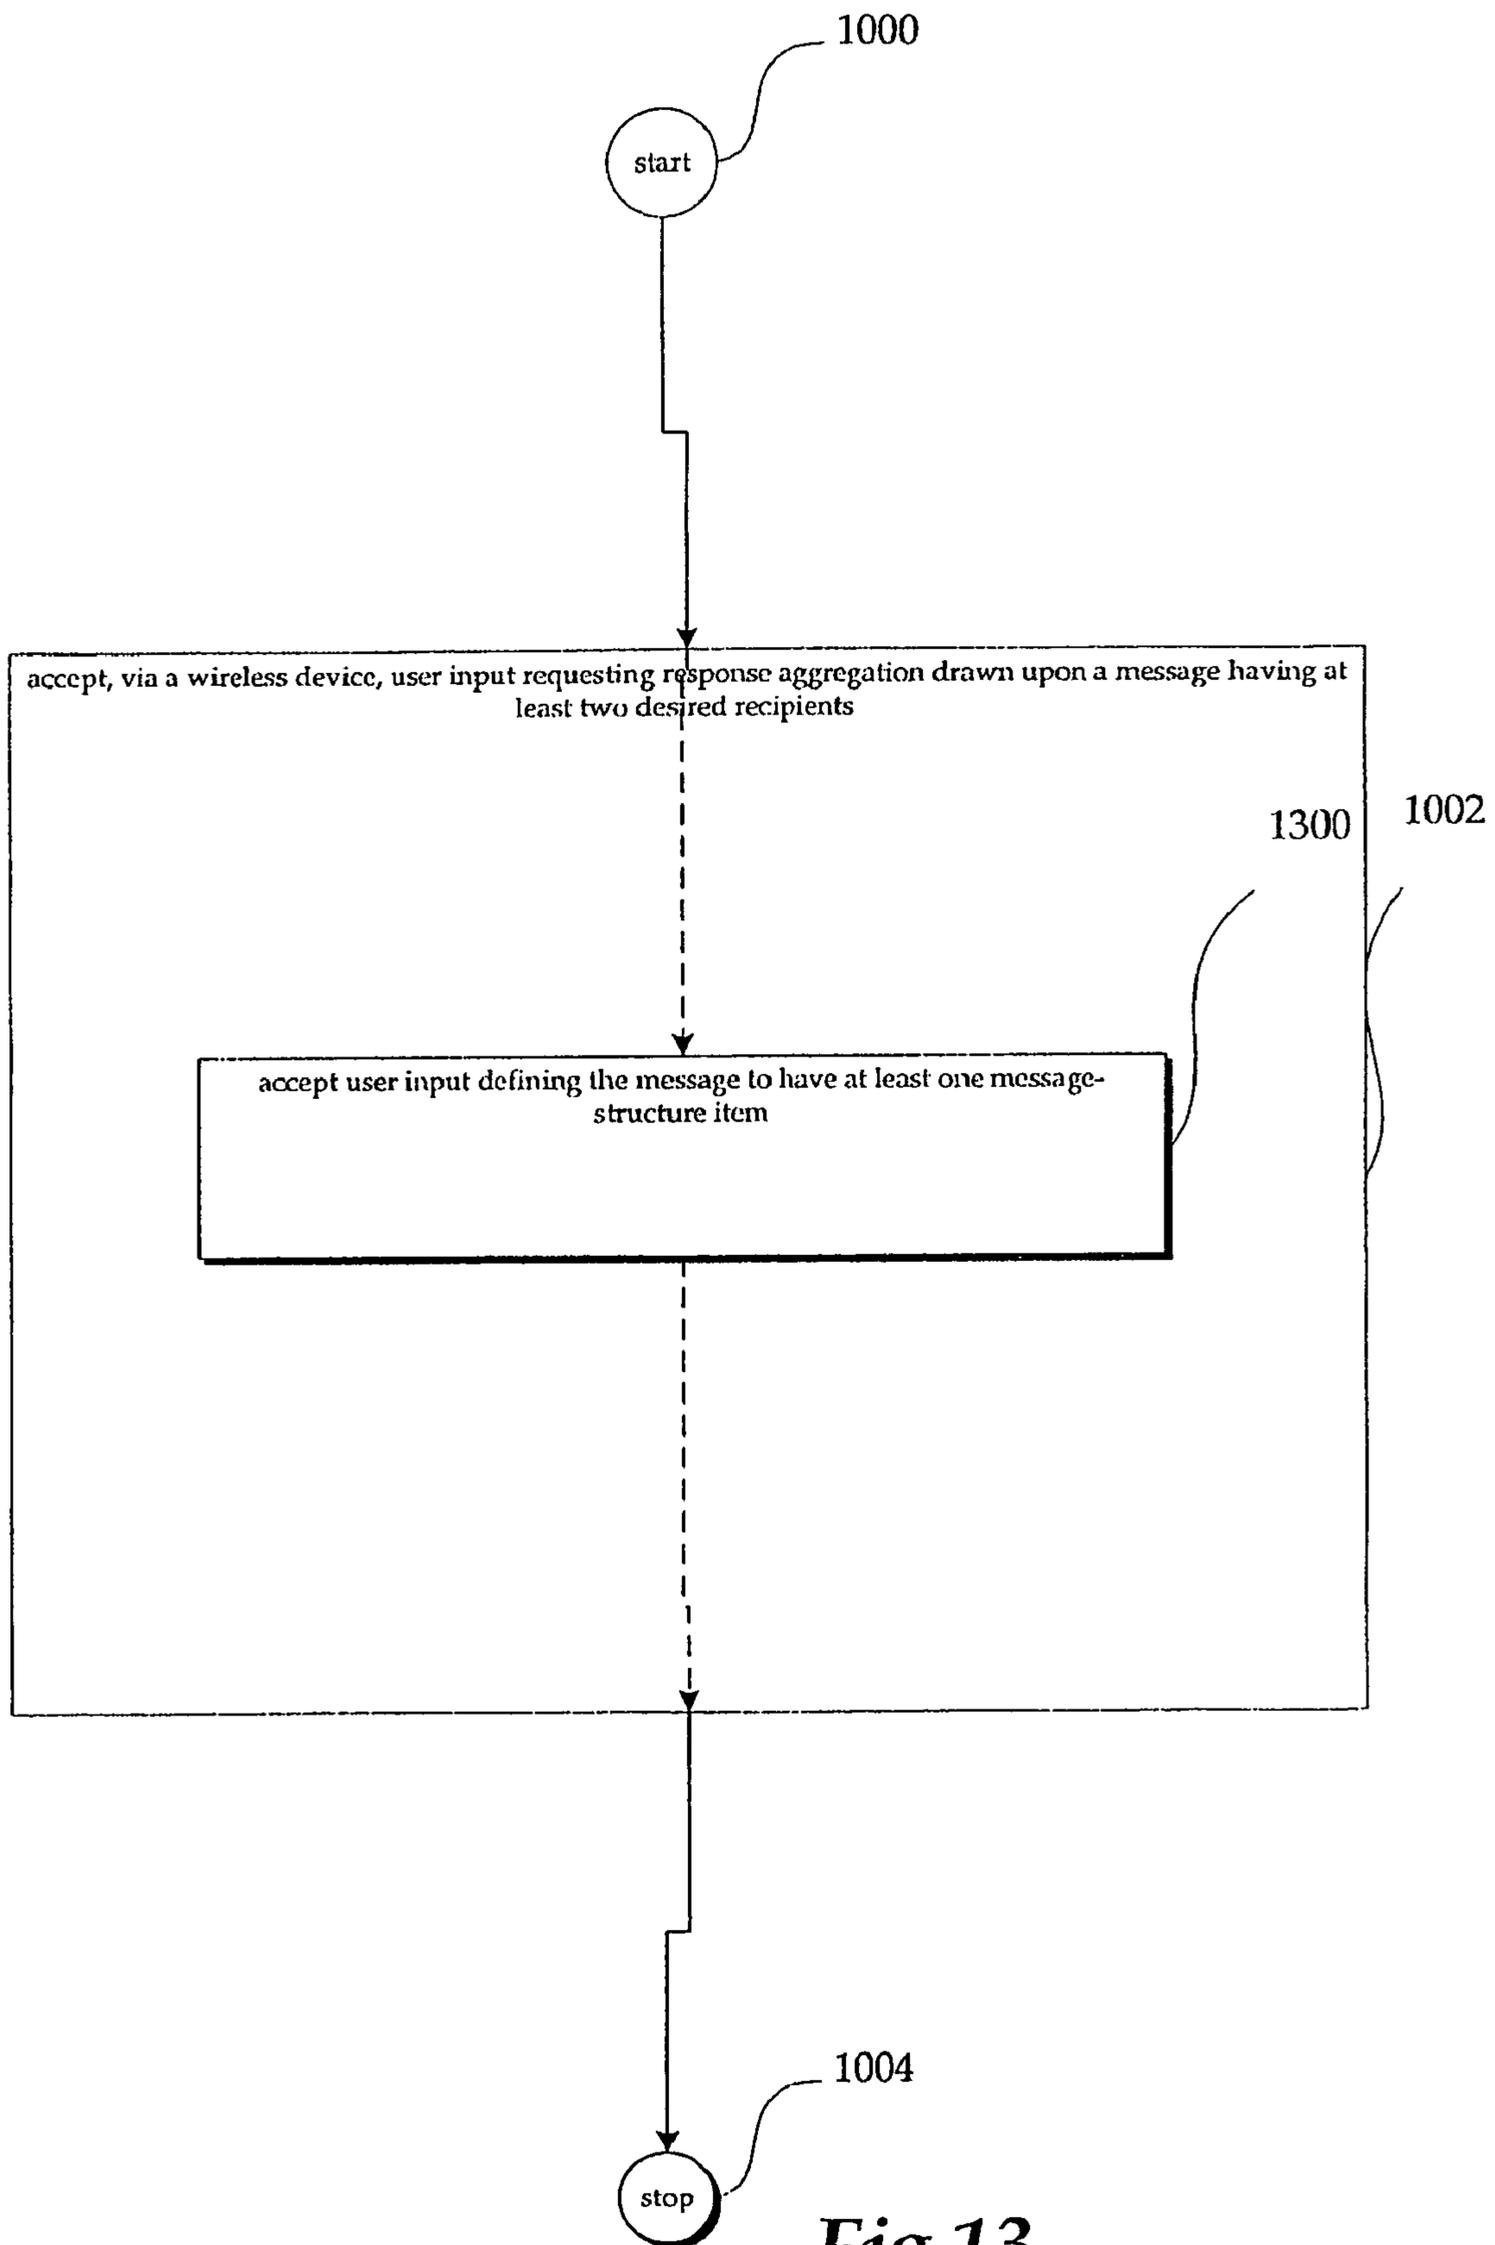 1000
start
accept, via a wireless device, user input requesting response aggregation drawn upon a message having at
least two desired recipients
1300
1002
accept user input defining the message to have at least one message-
structure item
1004
stop
Fig 13